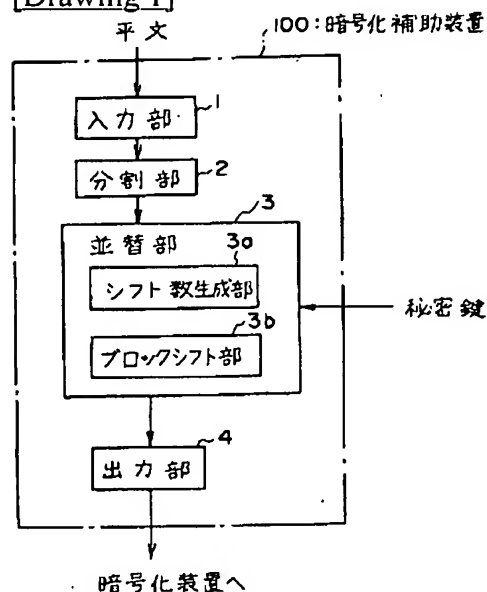 [Drawing 1]
平文
100:暗号化補助装置
入力部
1
分割部
2
3
並替部
3a
シフト数生成部
3b
ブロックシフト部
秘密鍵
4
出力部
暗号化装置へ